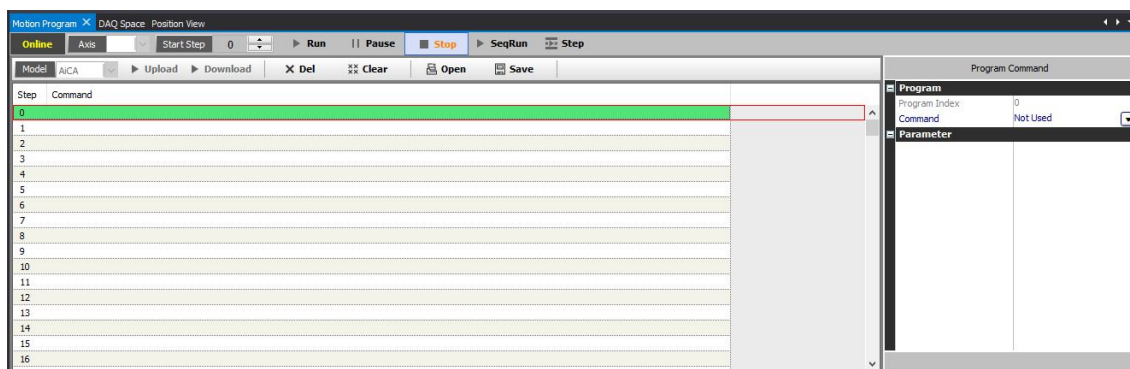 Motion Program X DAQ Space Position View
Online Axis Start Step 0 Run Pause Stop SeqRun Step
Model AiCA Upload Download Del Clear Open Save
Step Command
0
1
2
3
4
5
6
7
8
9
10
11
12
13
14
15
16
Program Command
Program
Program Index 0
Command Not Used
Parameter